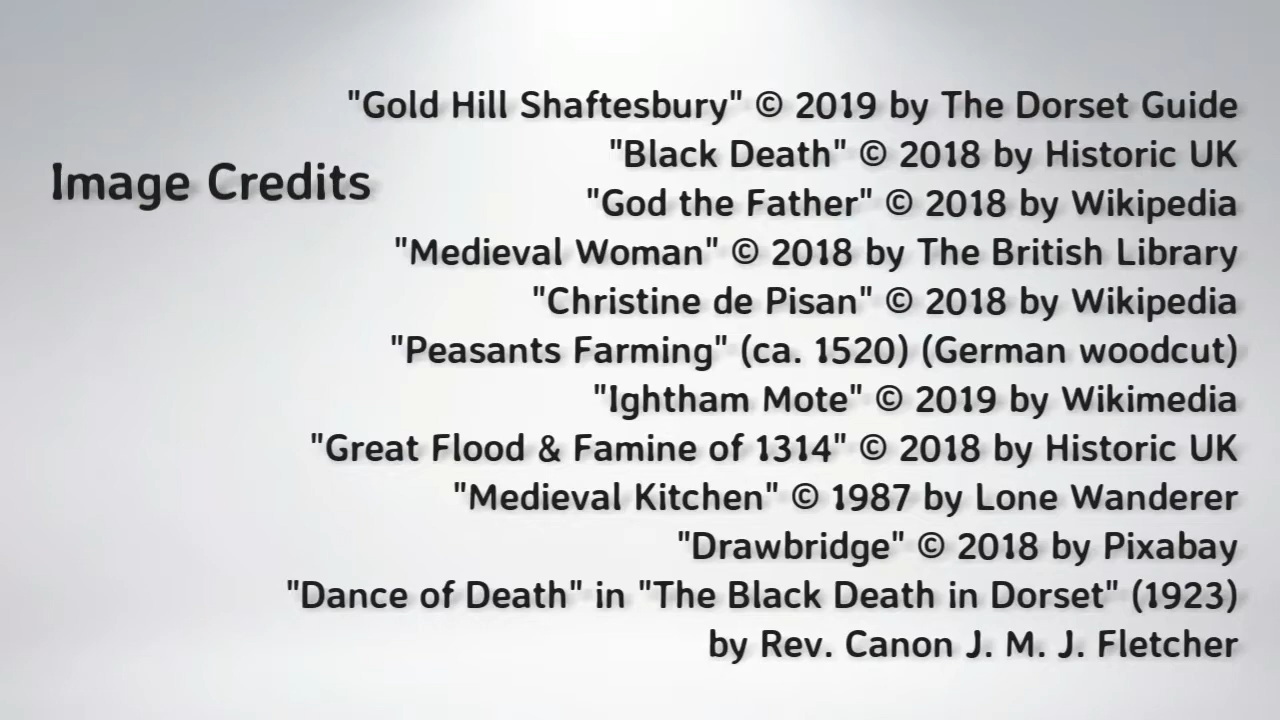 Image Credits
"Gold Hill Shaftesbury" © 2019 by The Dorset Guide
"Black Death" © 2018 by Historic UK
"God the Father" © 2018 by Wikipedia
"Medieval Woman" © 2018 by The British Library
"Christine de Pisan" © 2018 by Wikipedia
"Peasants Farming" (ca. 1520) (German woodcut)
"Ightham Mote" © 2019 by Wikimedia
"Great Flood & Famine of 1314" © 2018 by Historic UK
"Medieval Kitchen" © 1987 by Lone Wanderer
"Drawbridge" © 2018 by Pixabay
"Dance of Death" in "The Black Death in Dorset" (1923)
by Rev. Canon J. M. J. Fletcher